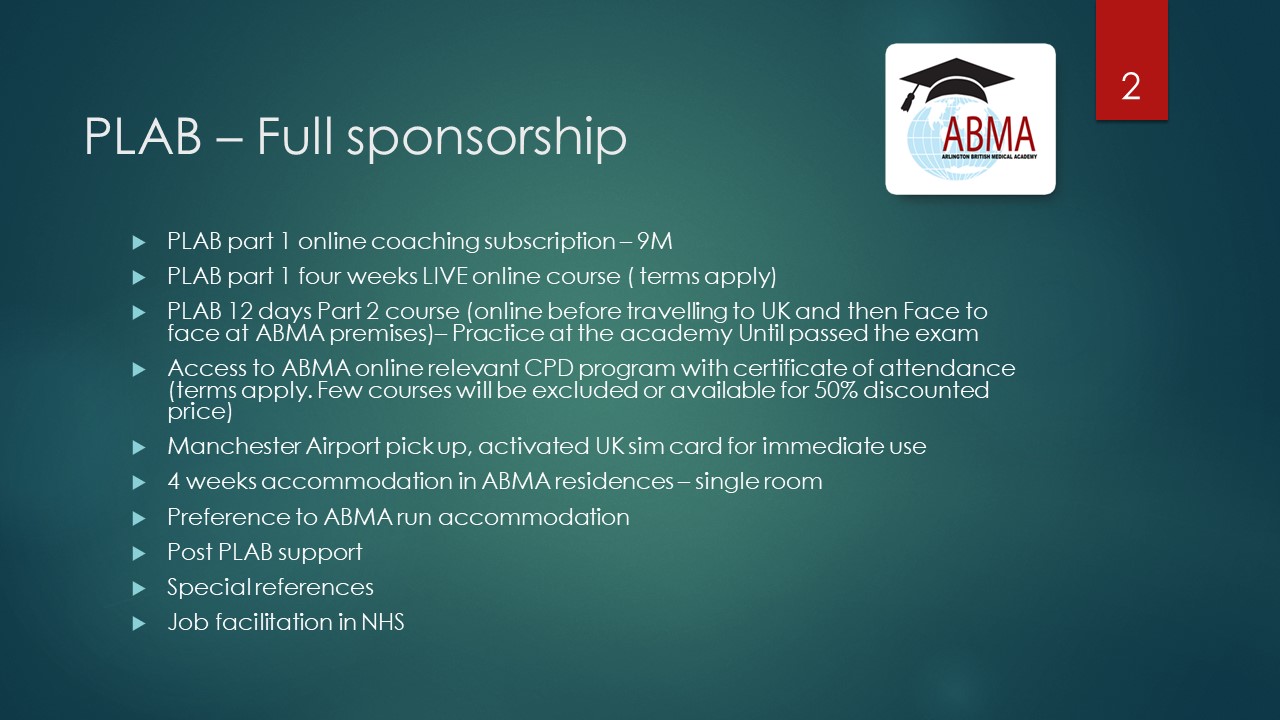 2
ABMA
ARLINGTON BRITISH MEDICAL ACADEMY
PLAB – Full sponsorship
PLAB part 1 online coaching subscription – 9M
PLAB part 1 four weeks LIVE online course ( terms apply)
PLAB 12 days Part 2 course (online before travelling to UK and then Face to
face at ABMA premises)– Practice at the academy Until passed the exam
Access to ABMA online relevant CPD program with certificate of attendance
(terms apply. Few courses will be excluded or available for 50% discounted
price)
Manchester Airport pick up, activated UK sim card for immediate use
4 weeks accommodation in ABMA residences – single room
Preference to ABMA run accommodation
Post PLAB support
Special references
Job facilitation in NHS